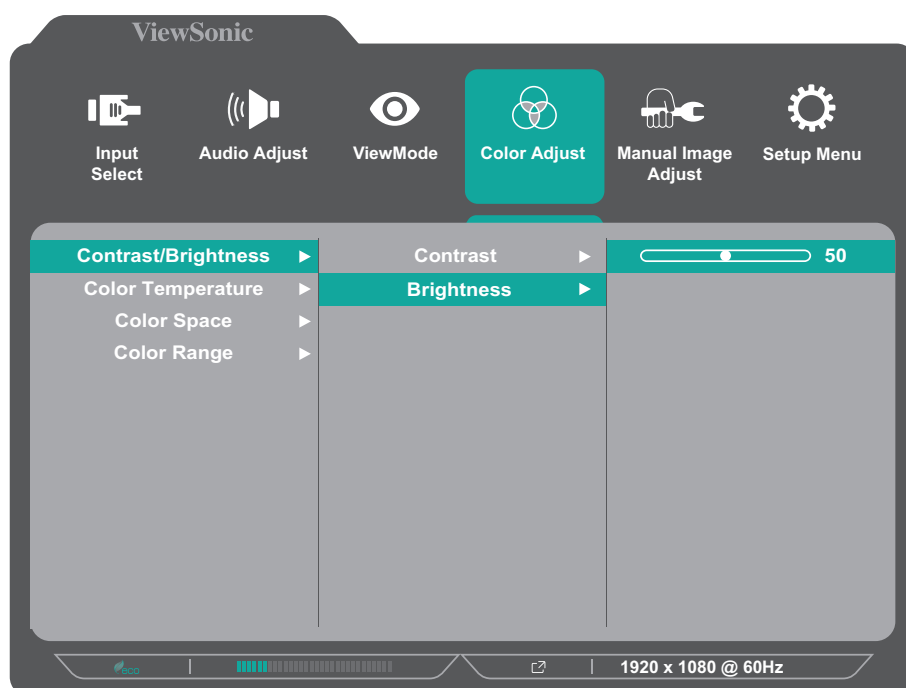 ViewSonic
Input Select
Audio Adjust
ViewMode
Color Adjust
Manual Image Adjust
Setup Menu
Contrast/Brightness
Color Temperature
Color Space
Color Range
Contrast
Brightness
50
eco
1920 x 1080 @ 60Hz